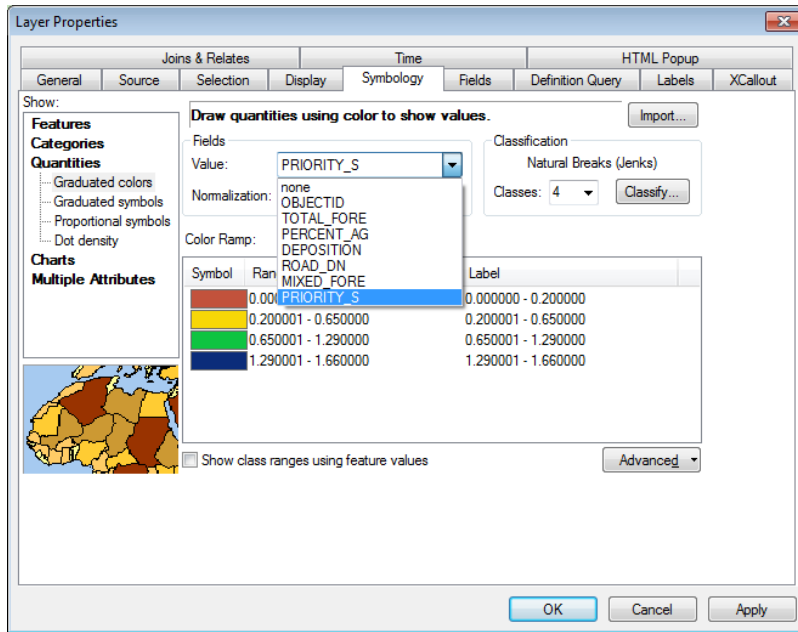 Layer Properties
Joins & Relates Time HTML Popup
General Source Selection Display Symbology Fields Definition Query Labels XCallout
Show:
Features
Categories
Quantities
Graduated colors
Graduated symbols
Proportional symbols
Dot density
Charts
Multiple Attributes
Draw quantities using color to show values.
Import...
Fields
Value: PRIORITY_S
none
OBJECTID
TOTAL_FORE
PERCENT_AG
DEPOSITION
ROAD_DN
MIXED_FORE
PRIORITY_S
Normalization:
Classification
Natural Breaks (Jenks)
Classes: 4 Classify...
Color Ramp:
Symbol Ran Label
0.00 0.000000 - 0.200000
0.200001 - 0.650000 0.200001 - 0.650000
0.650001 - 1.290000 0.650001 - 1.290000
1.290001 - 1.660000 1.290001 - 1.660000
Show class ranges using feature values
Advanced
OK Cancel Apply